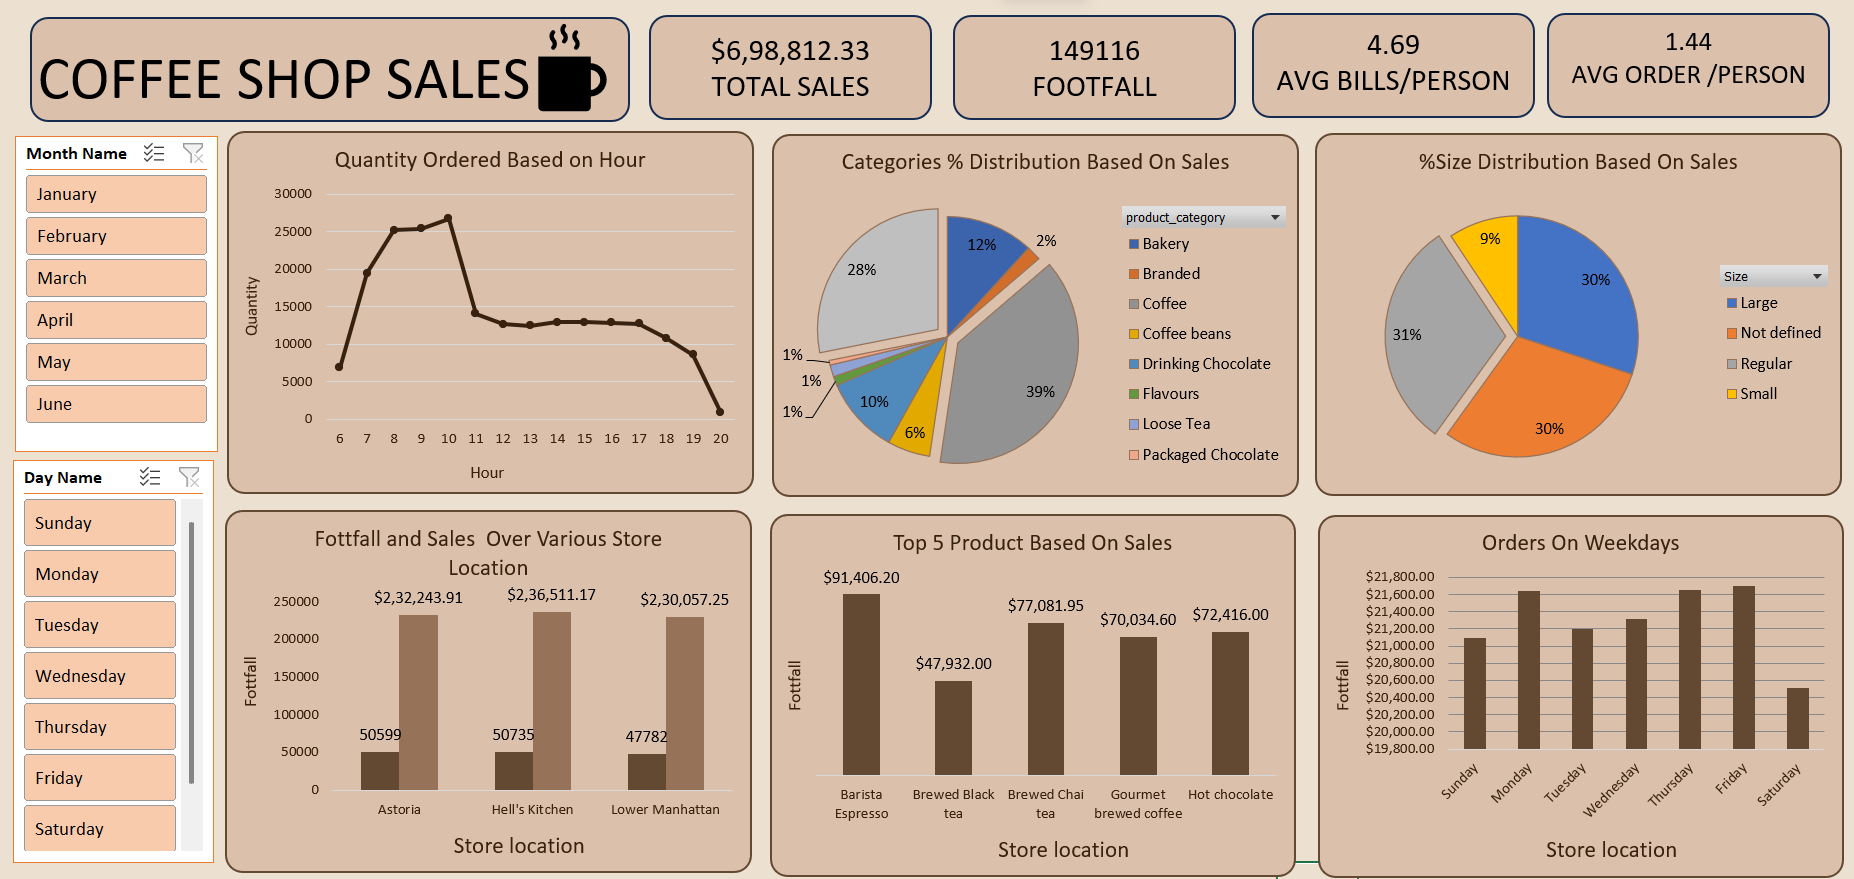 COFFEE SHOP SALES
$6,98,812.33
TOTAL SALES
149116
FOOTFALL
4.69
AVG BILLS/PERSON
1.44
AVG ORDER /PERSON
Month Name
January
February
March
April
May
June
Day Name
Sunday
Monday
Tuesday
Wednesday
Thursday
Friday
Saturday
Quantity Ordered Based on Hour
30000
25000
20000
15000
10000
5000
0
Quantity
6 7 8 9 10 11 12 13 14 15 16 17 18 19 20
Hour
Categories % Distribution Based On Sales
12%
2%
39%
6%
10%
1%
1%
1%
28%
product_category
Bakery
Branded
Coffee
Coffee beans
Drinking Chocolate
Flavours
Loose Tea
Packaged Chocolate
%Size Distribution Based On Sales
30%
30%
31%
9%
Size
Large
Not defined
Regular
Small
Fottfall and Sales  Over Various Store
Location
250000
200000
150000
100000
50000
0
Fottfall
$2,32,243.91
$2,36,511.17
$2,30,057.25
50599
50735
47782
Astoria
Hell's Kitchen
Lower Manhattan
Store location
Top 5 Product Based On Sales
Fottfall
$91,406.20
$47,932.00
$77,081.95
$70,034.60
$72,416.00
Barista
Espresso
Brewed Black
tea
Brewed Chai
tea
Gourmet
brewed coffee
Hot chocolate
Store location
Orders On Weekdays
$21,800.00
$21,600.00
$21,400.00
$21,200.00
$21,000.00
$20,800.00
$20,600.00
$20,400.00
$20,200.00
$20,000.00
$19,800.00
Fottfall
Sunday
Monday
Tuesday
Wednesday
Thursday
Friday
Saturday
Store location